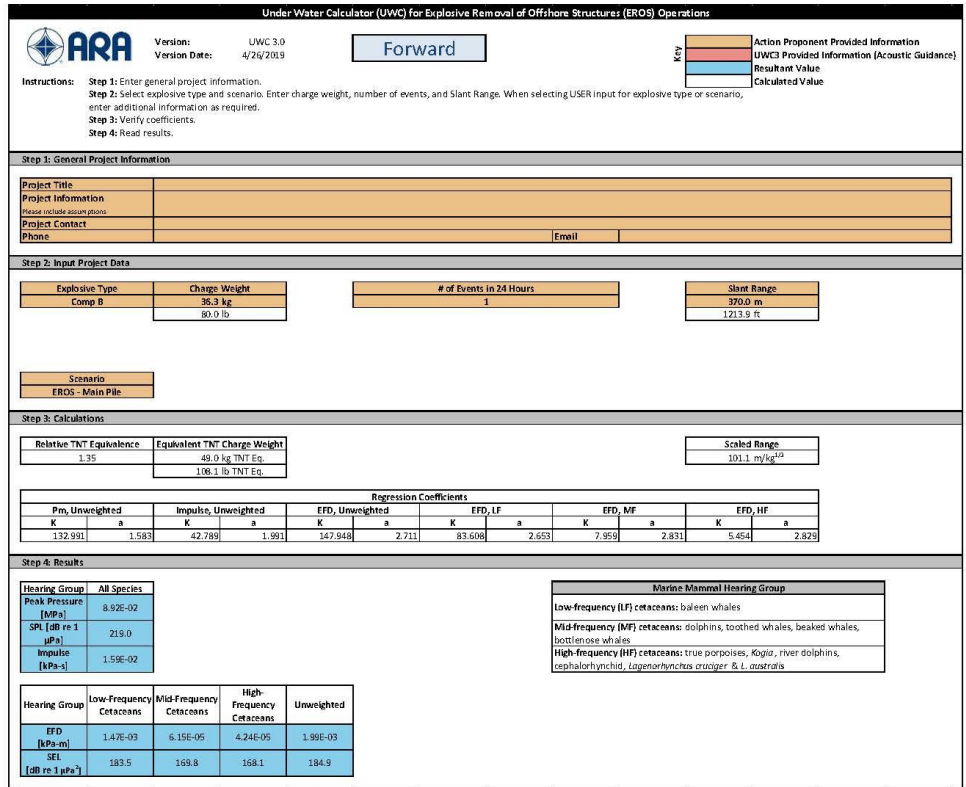 Under Water Calculator (UWC) for Explosive Removal of Offshore Structures (EROS) Operations
ARA
Version: UWC 3.0
Version Date: 4/26/2019
Forward
Key
Action Proponent Provided Information
UWC3 Provided Information (Acoustic Guidance)
Resultant Value
Calculated Value
Instructions: Step 1: Enter general project information.
Step 2: Select explosive type and scenario. Enter charge weight, number of events, and Slant Range. When selecting USER input for explosive type or scenario,
enter additional information as required.
Step 3: Verify coefficients.
Step 4: Read results.
Step 1: General Project Information
Project Title
Project Information
Please include assumptions
Project Contact
Phone Email
Step 2: Input Project Data
Explosive Type Charge Weight # of Events in 24 Hours Slant Range
Comp B 36.3 kg 1 370.0 m
80.0 lb 1213.9 ft
Scenario
EROS - Main Pile
Step 3: Calculations
Relative TNT Equivalence Equivalent TNT Charge Weight Scaled Range
1.35 49.0 kg TNT Eq. 101.1 m/kg^1/3
108.1 lb TNT Eq.
Regression Coefficients
Pm, Unweighted Impulse, Unweighted EFD, Unweighted EFD, LF EFD, MF EFD, HF
K a K a K a K a K a K a
132.991 1.583 42.789 1.991 147.948 2.711 83.608 2.653 7.959 2.831 5.454 2.829
Step 4: Results
Hearing Group All Species
Peak Pressure
[MPa] 8.92E-02
SPL [dB re 1
µPa] 219.0
Impulse
[kPa-s] 1.59E-02
Marine Mammal Hearing Group
Low-frequency (LF) cetaceans: baleen whales
Mid-frequency (MF) cetaceans: dolphins, toothed whales, beaked whales,
bottlenose whales
High-frequency (HF) cetaceans: true porpoises, Kogia, river dolphins,
cephalorhynchid, Lagenorhynchus cruciger & L. australis
Hearing Group Low-Frequency Cetaceans Mid-Frequency Cetaceans High-Frequency Cetaceans Unweighted
EFD
[kPa-m] 1.47E-03 6.15E-05 4.24E-05 1.99E-03
SEL
[dB re 1 µPa²] 183.5 169.8 168.1 184.9